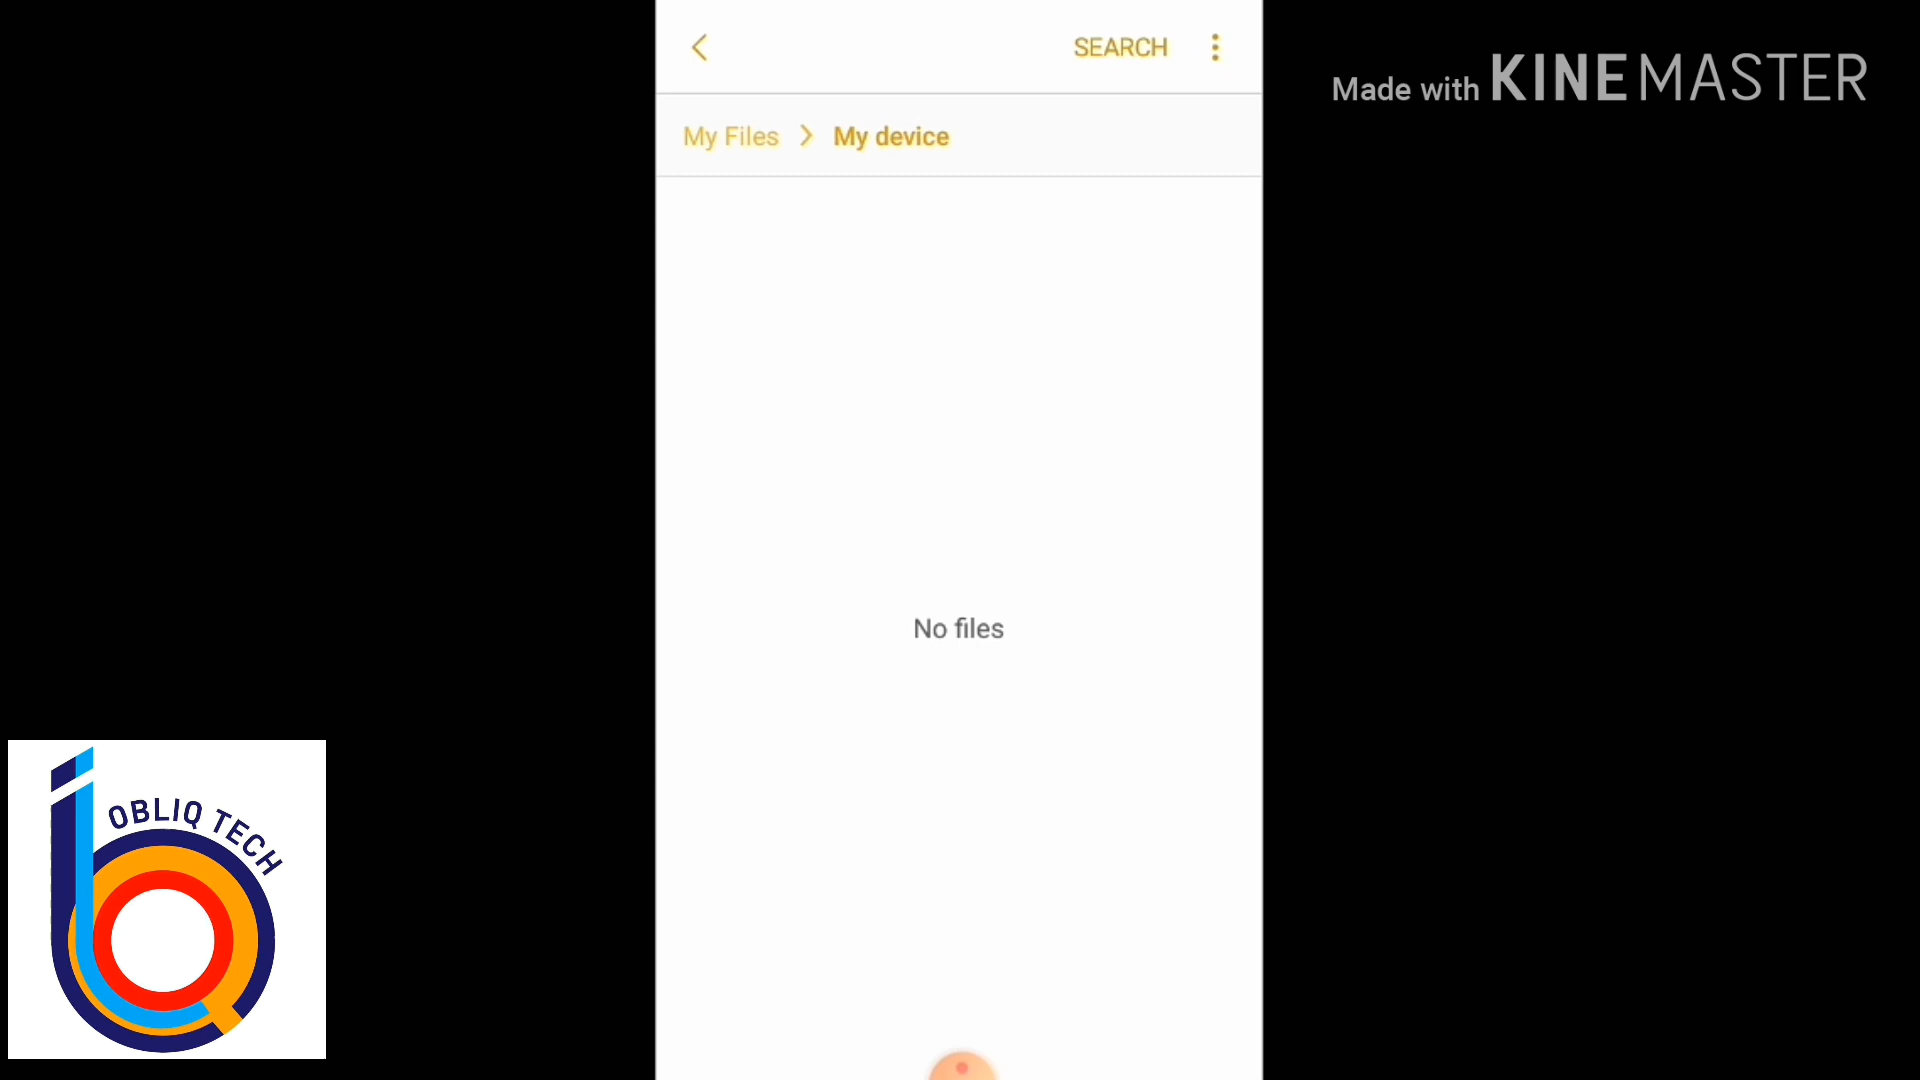 SEARCH
Made with KINEMASTER
My Files > My device
No files
OBLIQ TECH